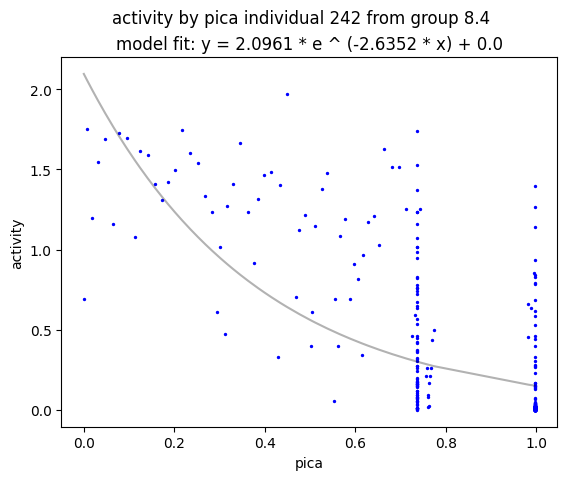 activity by pica individual 242 from group 8.4
model fit: y = 2.0961 * e ^ (-2.6352 * x) + 0.0
2.0
1.5
1.0
0.5
0.0
activity
0.0 0.2 0.4 0.6 0.8 1.0
pica